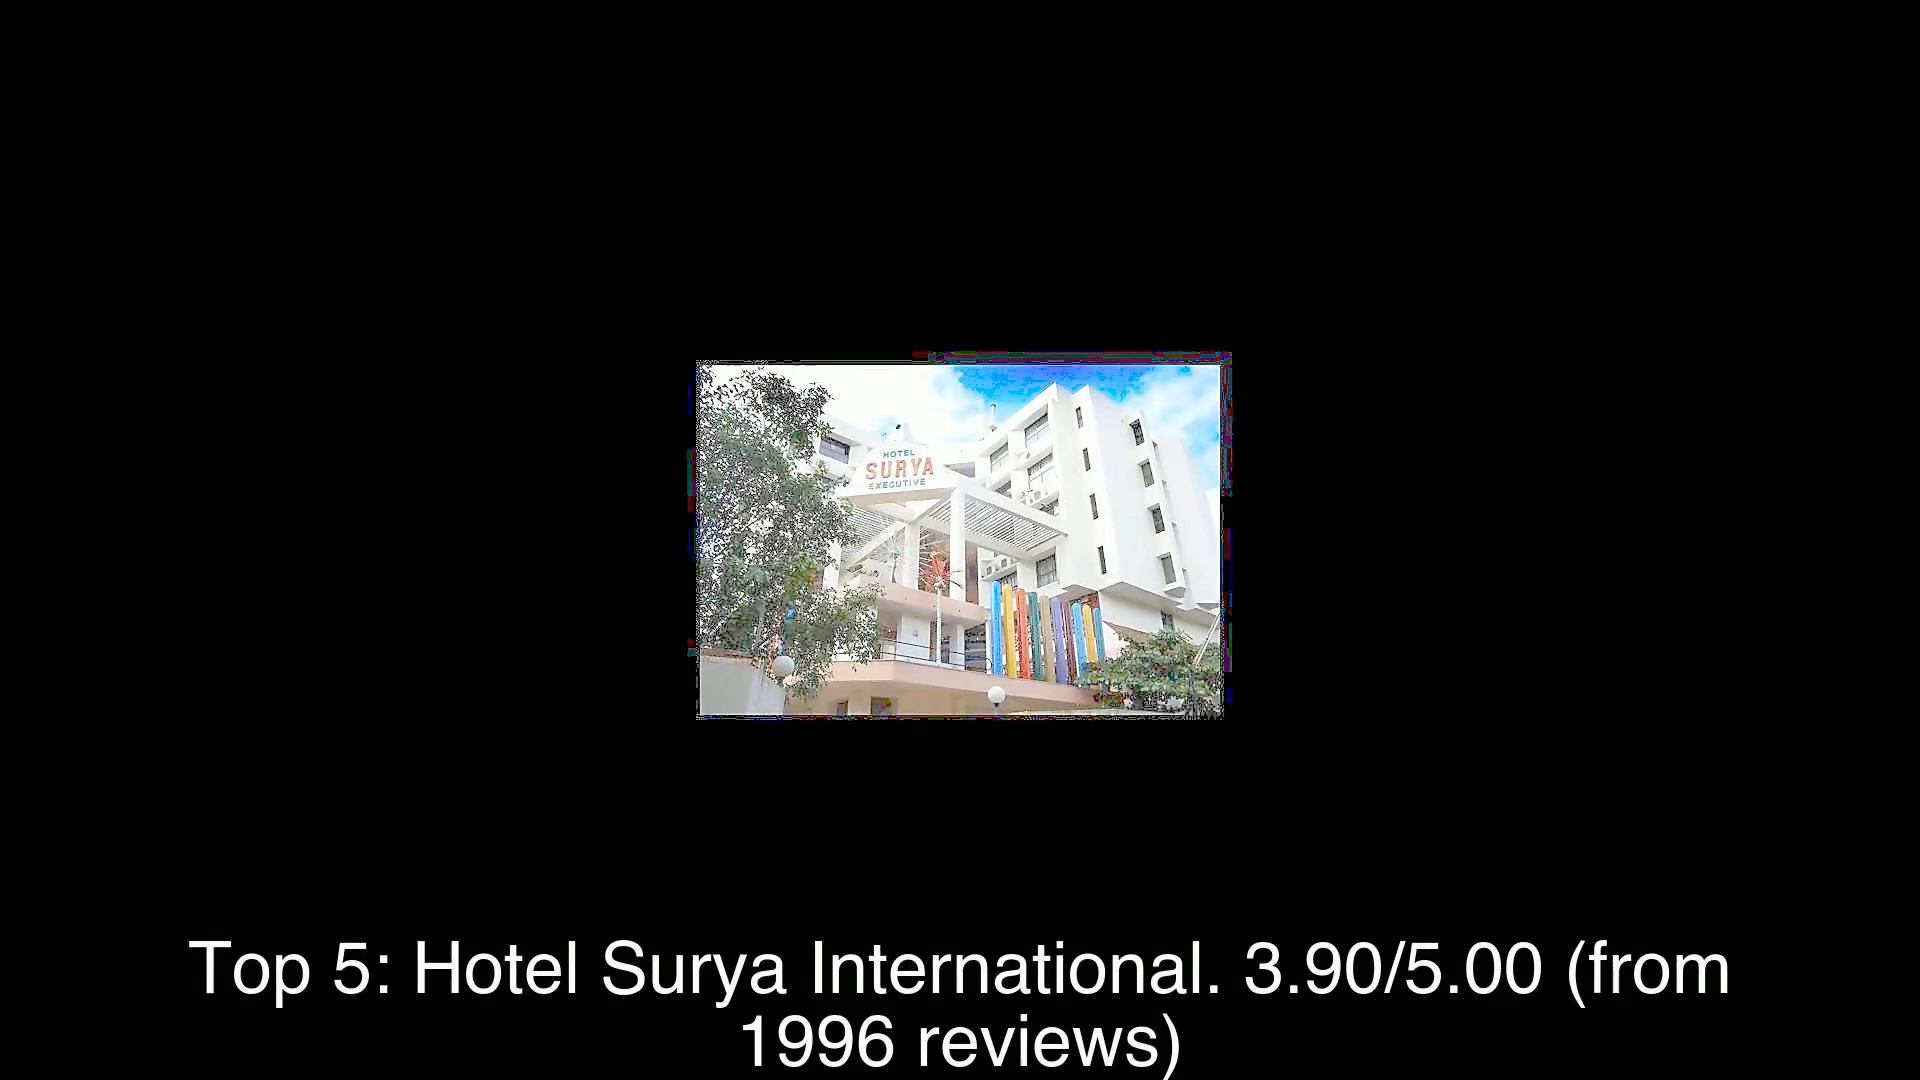 HOTEL
SURYA
EXECUTIVE
Top 5: Hotel Surya International. 3.90/5.00 (from
1996 reviews)